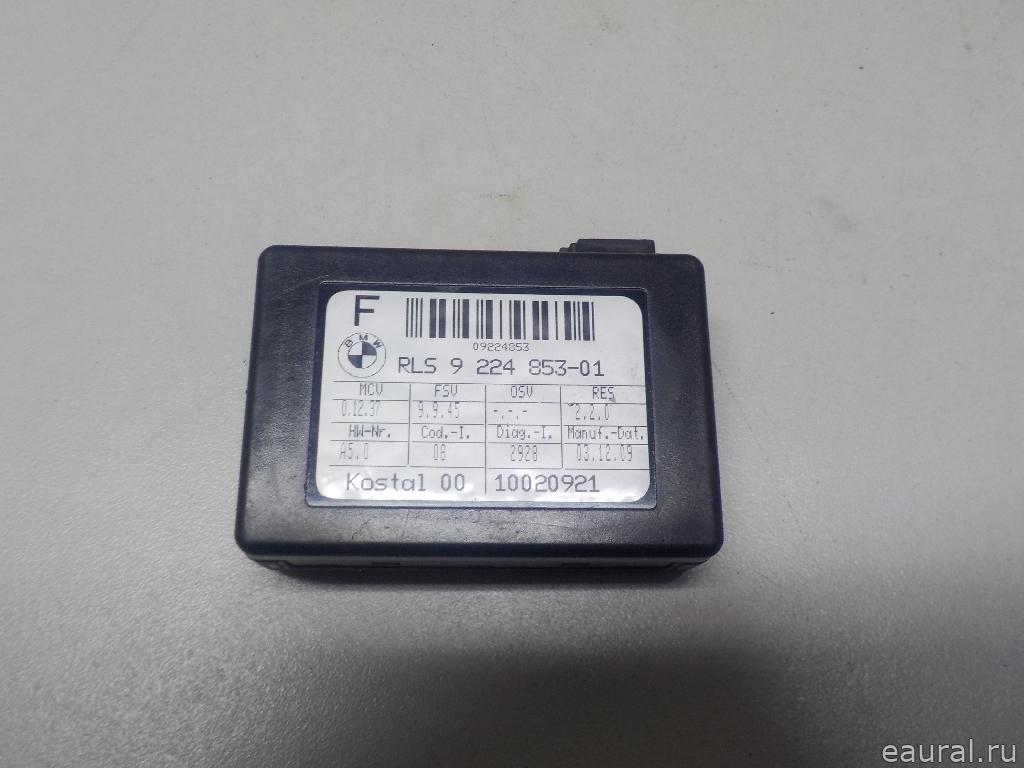 F
09224853
BMW
RLS 9 224 853-01
MCV FSV OSV RES
0.12.37 9.9.45 -.-.- 2.2.0
HW-Nr. Cod.-I. Diag.-I. Manuf.-Dat.
A5.0 08 2928 03.12.09
Kostal 00 10020921
eaural.ru